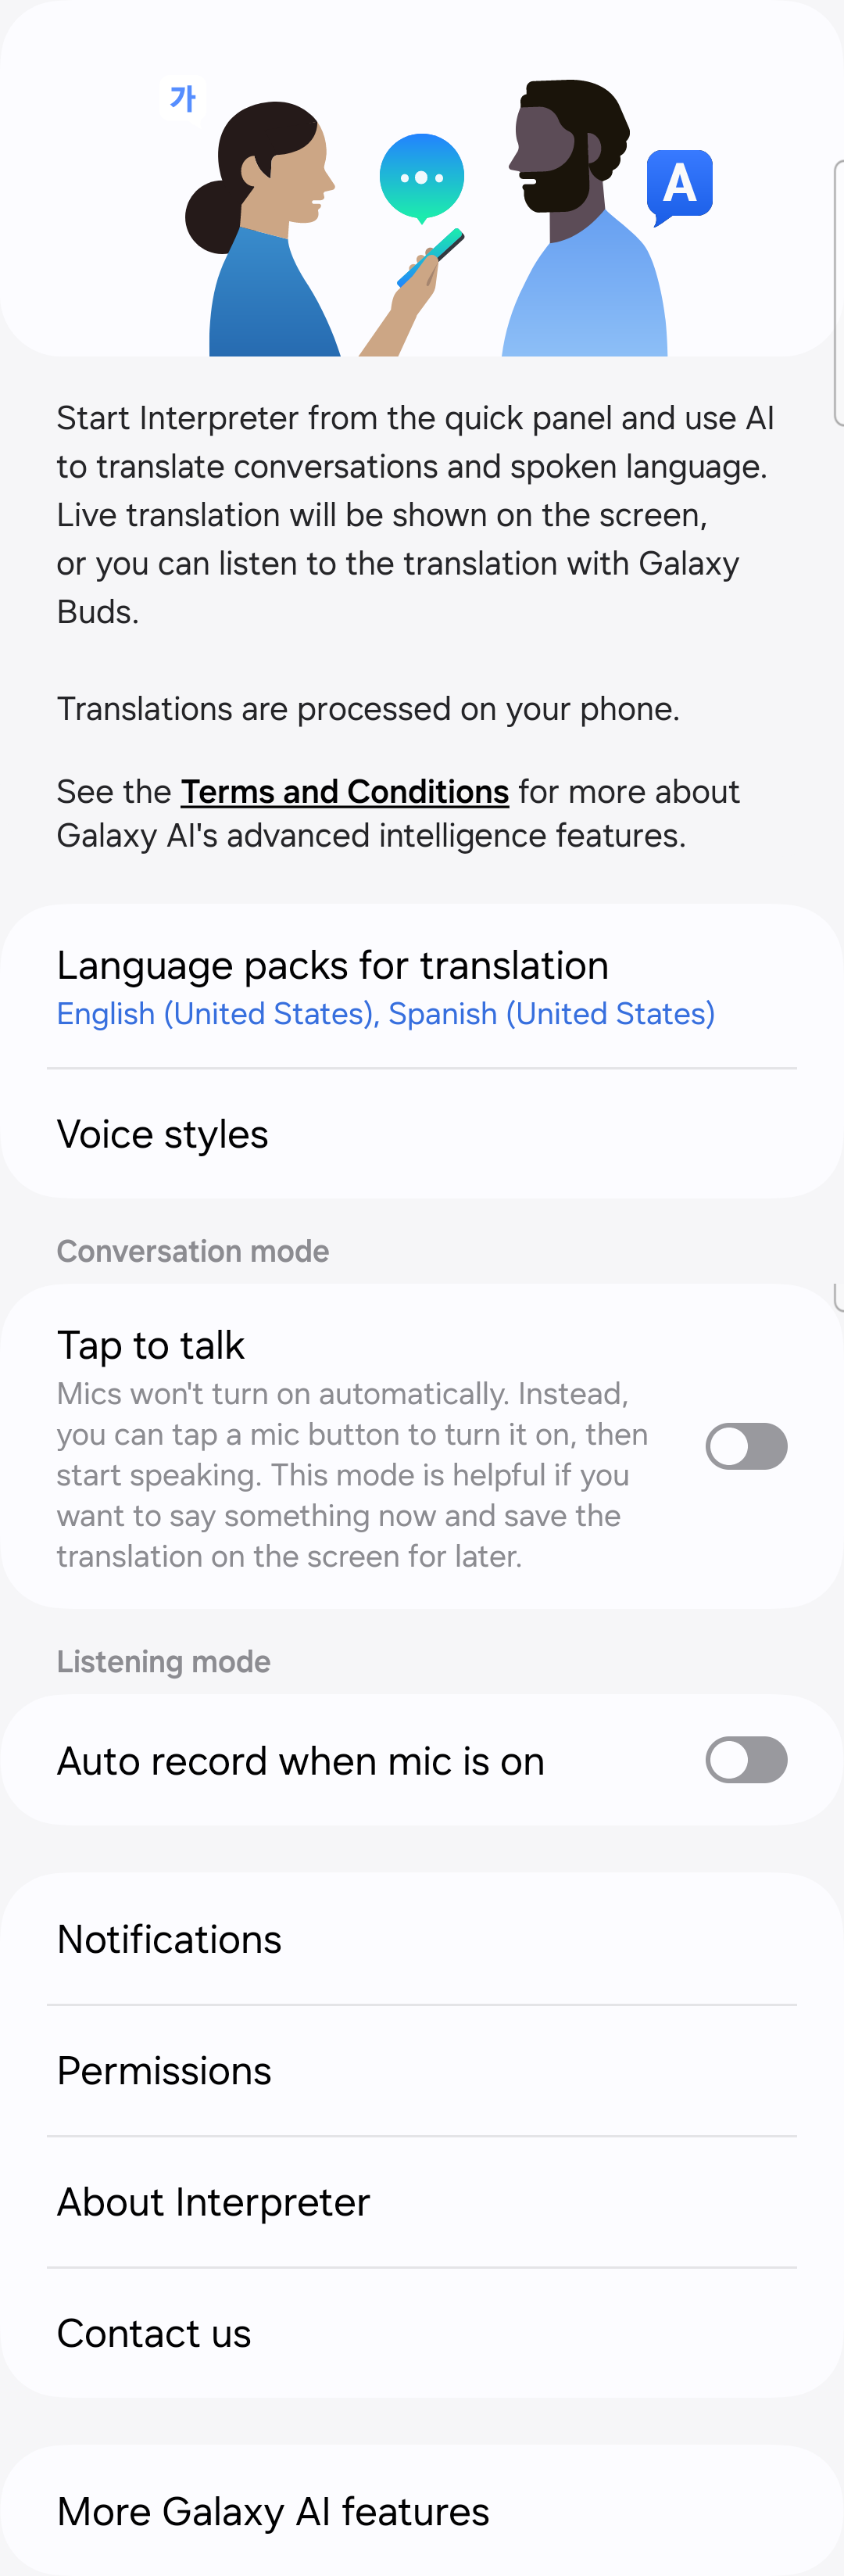 가
A
Start Interpreter from the quick panel and use AI
to translate conversations and spoken language.
Live translation will be shown on the screen,
or you can listen to the translation with Galaxy
Buds.
Translations are processed on your phone.
See the Terms and Conditions for more about
Galaxy AI's advanced intelligence features.
Language packs for translation
English (United States), Spanish (United States)
Voice styles
Conversation mode
Tap to talk
Mics won't turn on automatically. Instead,
you can tap a mic button to turn it on, then
start speaking. This mode is helpful if you
want to say something now and save the
translation on the screen for later.
Listening mode
Auto record when mic is on
Notifications
Permissions
About Interpreter
Contact us
More Galaxy AI features